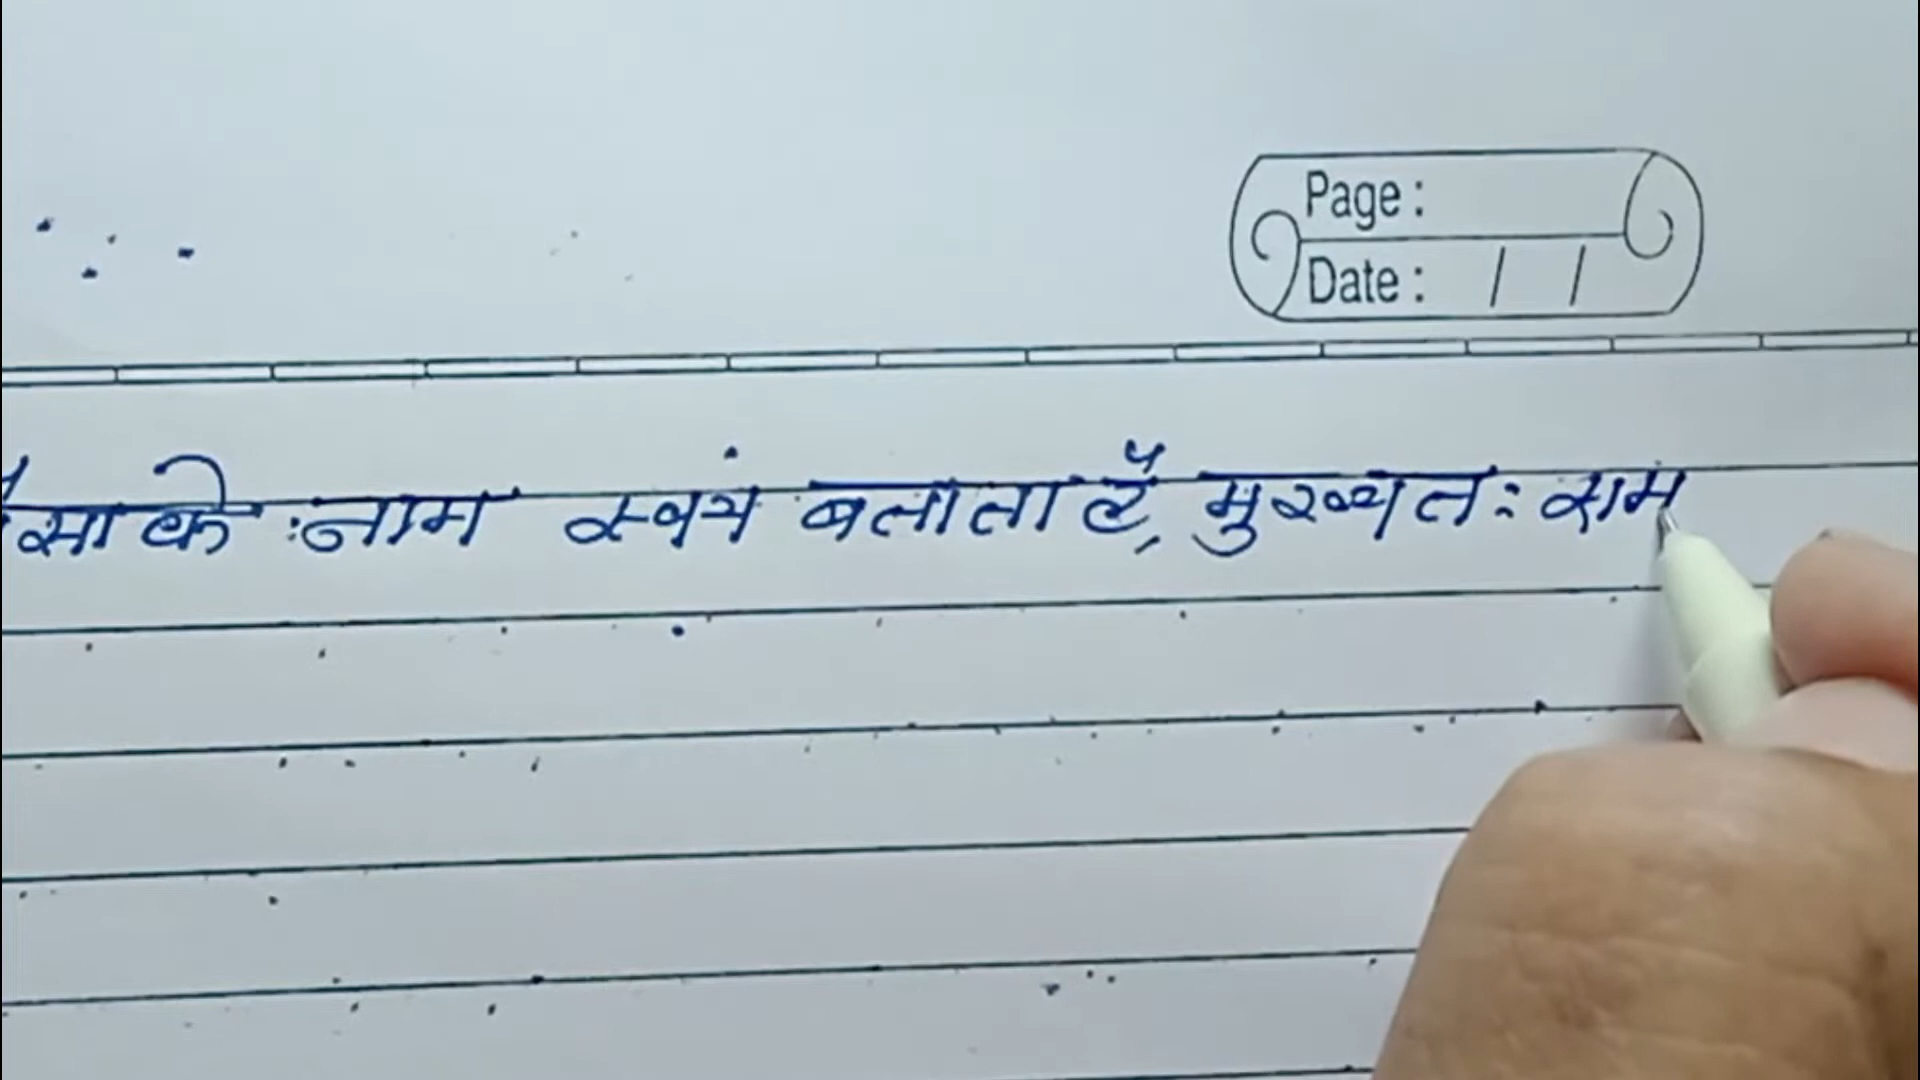 Page :
Date : / /
सा के नाम स्वयं बताता है, मुख्यतः राम